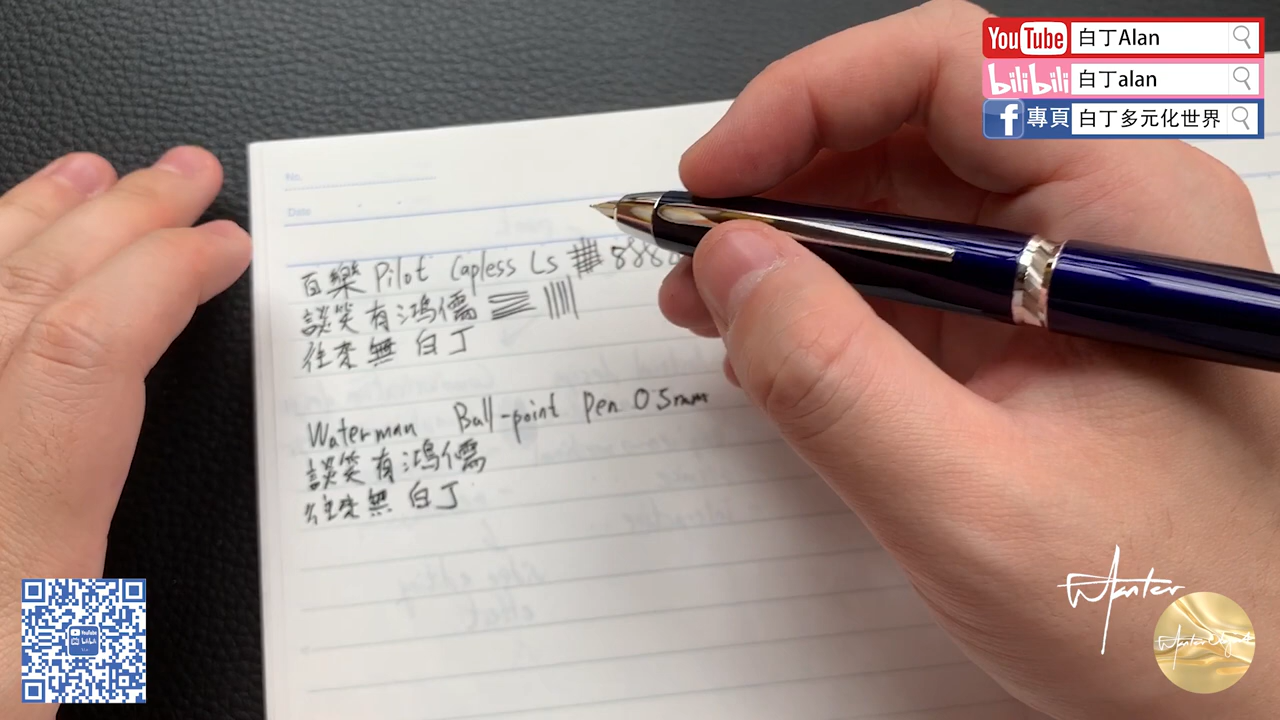 YouTube 白丁Alan
bilibili 白丁alan
f 專頁 白丁多元化世界
No.
Date
百樂 Pilot Capless Ls # 8888
談笑有鴻儒
往來無白丁
Waterman Ball-point Pen 0.5mm
談笑有鴻儒
往來無白丁